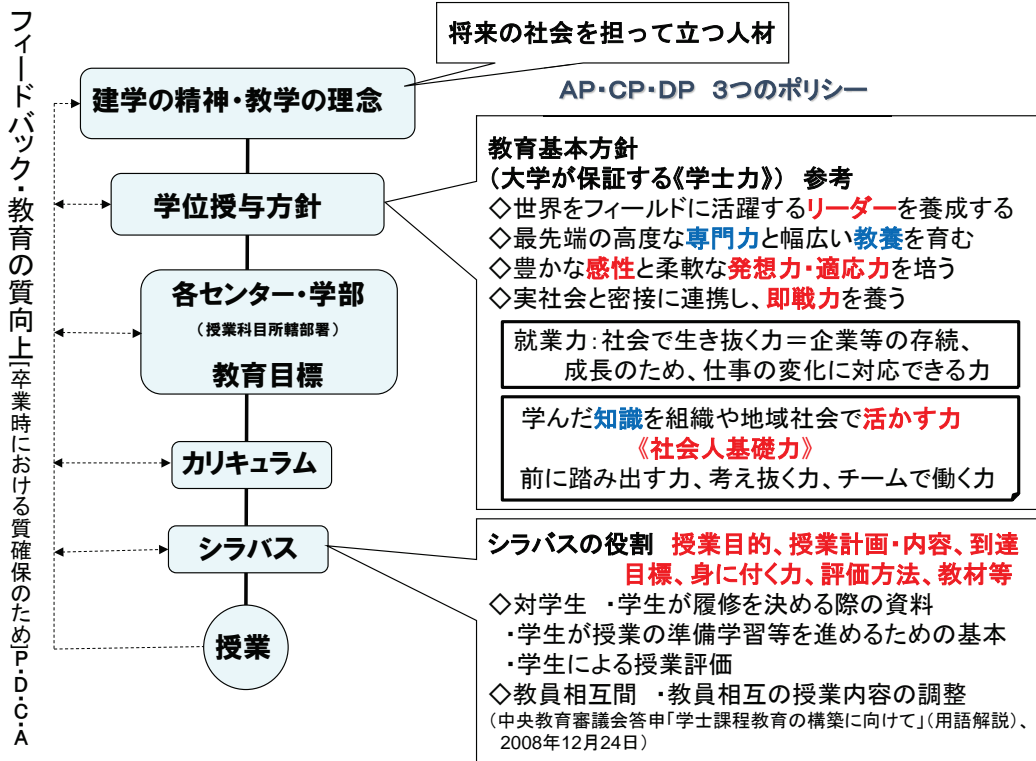 フィードバック・教育の質向上[卒業時における質確保のため]P・D・C・A
将来の社会を担って立つ人材
建学の精神・教学の理念
学位授与方針
各センター・学部
(授業科目所轄部署)
教育目標
カリキュラム
シラバス
授業
AP・CP・DP 3つのポリシー
教育基本方針
(大学が保証する《学士力》) 参考
◇世界をフィールドに活躍するリーダーを養成する
◇最先端の高度な専門力と幅広い教養を育む
◇豊かな感性と柔軟な発想力・適応力を培う
◇実社会と密接に連携し、即戦力を養う
就業力:社会で生き抜く力=企業等の存続、
成長のため、仕事の変化に対応できる力
学んだ知識を組織や地域社会で活かす力
《社会人基礎力》
前に踏み出す力、考え抜く力、チームで働く力
シラバスの役割 授業目的、授業計画・内容、到達
目標、身に付く力、評価方法、教材等
◇対学生 ・学生が履修を決める際の資料
・学生が授業の準備学習等を進めるための基本
・学生による授業評価
◇教員相互間 ・教員相互の授業内容の調整
(中央教育審議会答申「学士課程教育の構築に向けて」(用語解説)、
2008年12月24日)